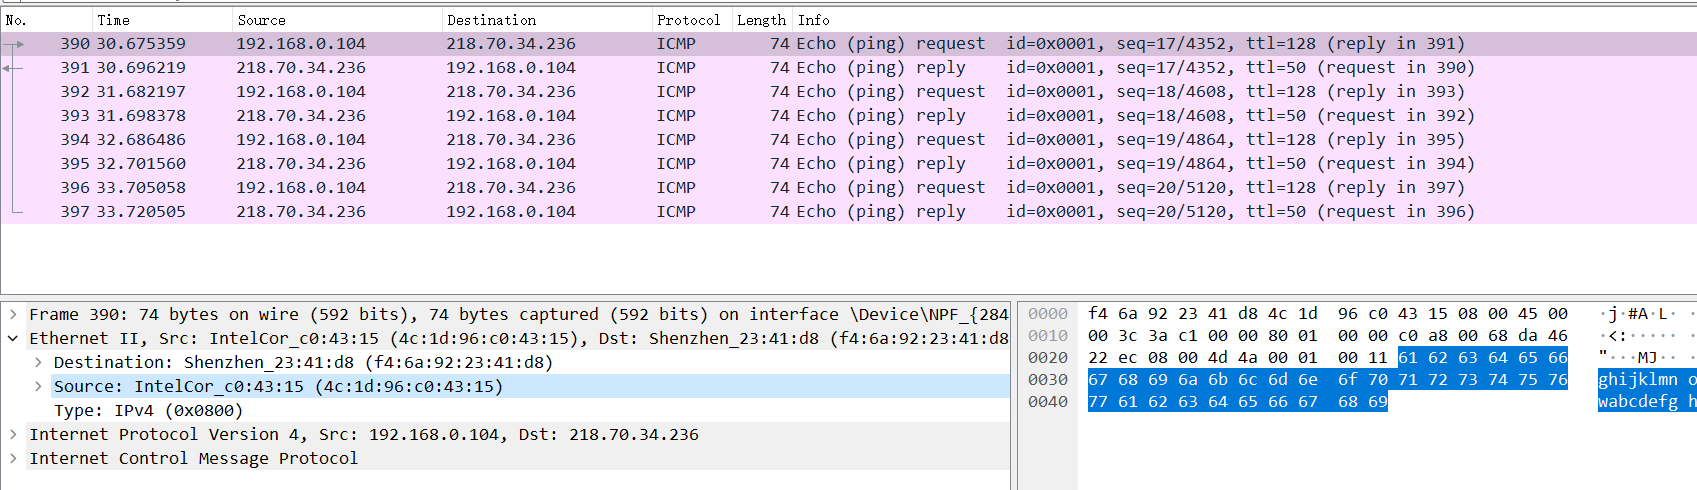 No. Time Source Destination Protocol Length Info
390 30.675359 192.168.0.104 218.70.34.236 ICMP 74 Echo (ping) request id=0x0001, seq=17/4352, ttl=128 (reply in 391)
391 30.696219 218.70.34.236 192.168.0.104 ICMP 74 Echo (ping) reply id=0x0001, seq=17/4352, ttl=50 (request in 390)
392 31.682197 192.168.0.104 218.70.34.236 ICMP 74 Echo (ping) request id=0x0001, seq=18/4608, ttl=128 (reply in 393)
393 31.698378 218.70.34.236 192.168.0.104 ICMP 74 Echo (ping) reply id=0x0001, seq=18/4608, ttl=50 (request in 392)
394 32.686486 192.168.0.104 218.70.34.236 ICMP 74 Echo (ping) request id=0x0001, seq=19/4864, ttl=128 (reply in 395)
395 32.701560 218.70.34.236 192.168.0.104 ICMP 74 Echo (ping) reply id=0x0001, seq=19/4864, ttl=50 (request in 394)
396 33.705058 192.168.0.104 218.70.34.236 ICMP 74 Echo (ping) request id=0x0001, seq=20/5120, ttl=128 (reply in 397)
397 33.720505 218.70.34.236 192.168.0.104 ICMP 74 Echo (ping) reply id=0x0001, seq=20/5120, ttl=50 (request in 396)
Frame 390: 74 bytes on wire (592 bits), 74 bytes captured (592 bits) on interface \Device\NPF_{284
Ethernet II, Src: IntelCor_c0:43:15 (4c:1d:96:c0:43:15), Dst: Shenzhen_23:41:d8 (f4:6a:92:23:41:d8
Destination: Shenzhen_23:41:d8 (f4:6a:92:23:41:d8)
Source: IntelCor_c0:43:15 (4c:1d:96:c0:43:15)
Type: IPv4 (0x0800)
Internet Protocol Version 4, Src: 192.168.0.104, Dst: 218.70.34.236
Internet Control Message Protocol
0000 f4 6a 92 23 41 d8 4c 1d 96 c0 43 15 08 00 45 00 ·j·#A·L· ··C···E·
0010 00 3c 3a c1 00 00 80 01 00 00 c0 a8 00 68 da 46 ·<:·····
0020 22 ec 08 00 4d 4a 00 01 00 11 61 62 63 64 65 66 "···MJ··
0030 67 68 69 6a 6b 6c 6d 6e 6f 70 71 72 73 74 75 76 ghijklmn o
0040 77 61 62 63 64 65 66 67 68 69 wabcdefg h